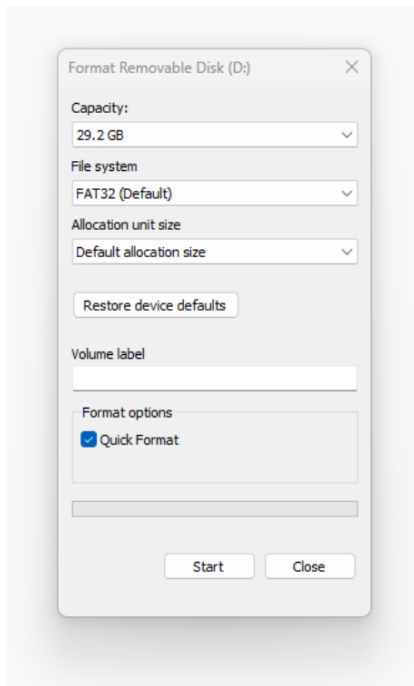 Format Removable Disk (D:)
Capacity:
29.2 GB
File system
FAT32 (Default)
Allocation unit size
Default allocation size
Restore device defaults
Volume label
Format options
Quick Format
Start Close